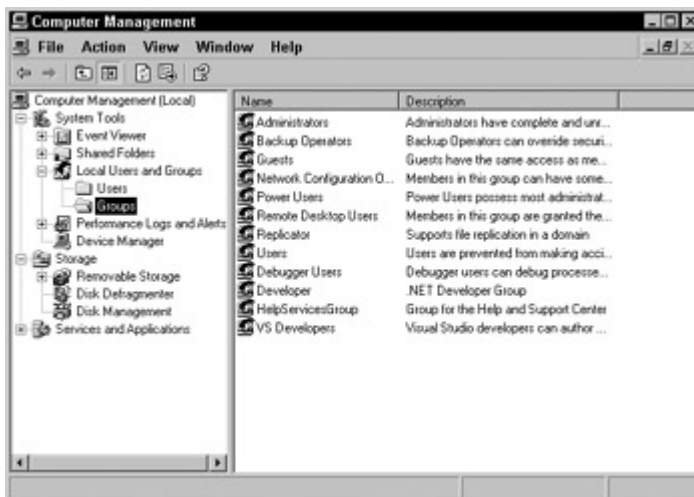 Computer Management
File Action View Window Help
Computer Management (Local)
System Tools
Event Viewer
Shared Folders
Local Users and Groups
Users
Groups
Performance Logs and Alerts
Device Manager
Storage
Removable Storage
Disk Defragmenter
Disk Management
Services and Applications
Name Description
Administrators Administrators have complete and unr...
Backup Operators Backup Operators can override securi...
Guests Guests have the same access as me...
Network Configuration O... Members in this group can have some...
Power Users Power Users possess most administrat...
Remote Desktop Users Members in this group are granted the...
Replicator Supports file replication in a domain
Users Users are prevented from making acci...
Debugger Users Debugger users can debug processe...
Developer .NET Developer Group
HelpServicesGroup Group for the Help and Support Center
VS Developers Visual Studio developers can author ...